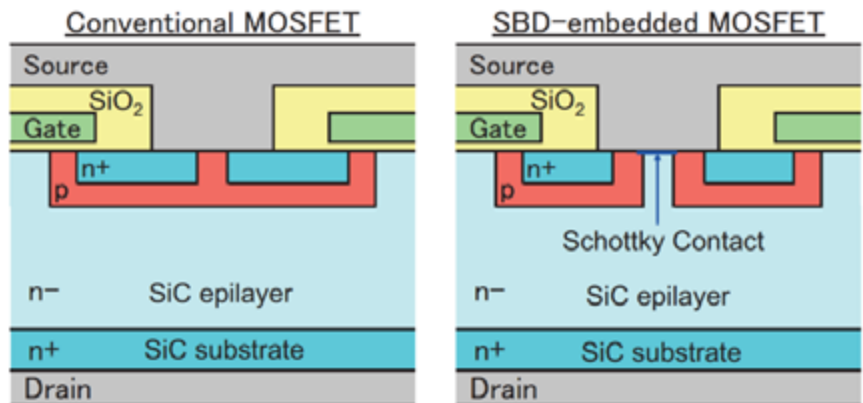 Conventional MOSFET
Source
SiO2
Gate
n+
p
n− SiC epilayer
n+ SiC substrate
Drain
SBD-embedded MOSFET
Source
SiO2
Gate
n+
p
Schottky Contact
n− SiC epilayer
n+ SiC substrate
Drain